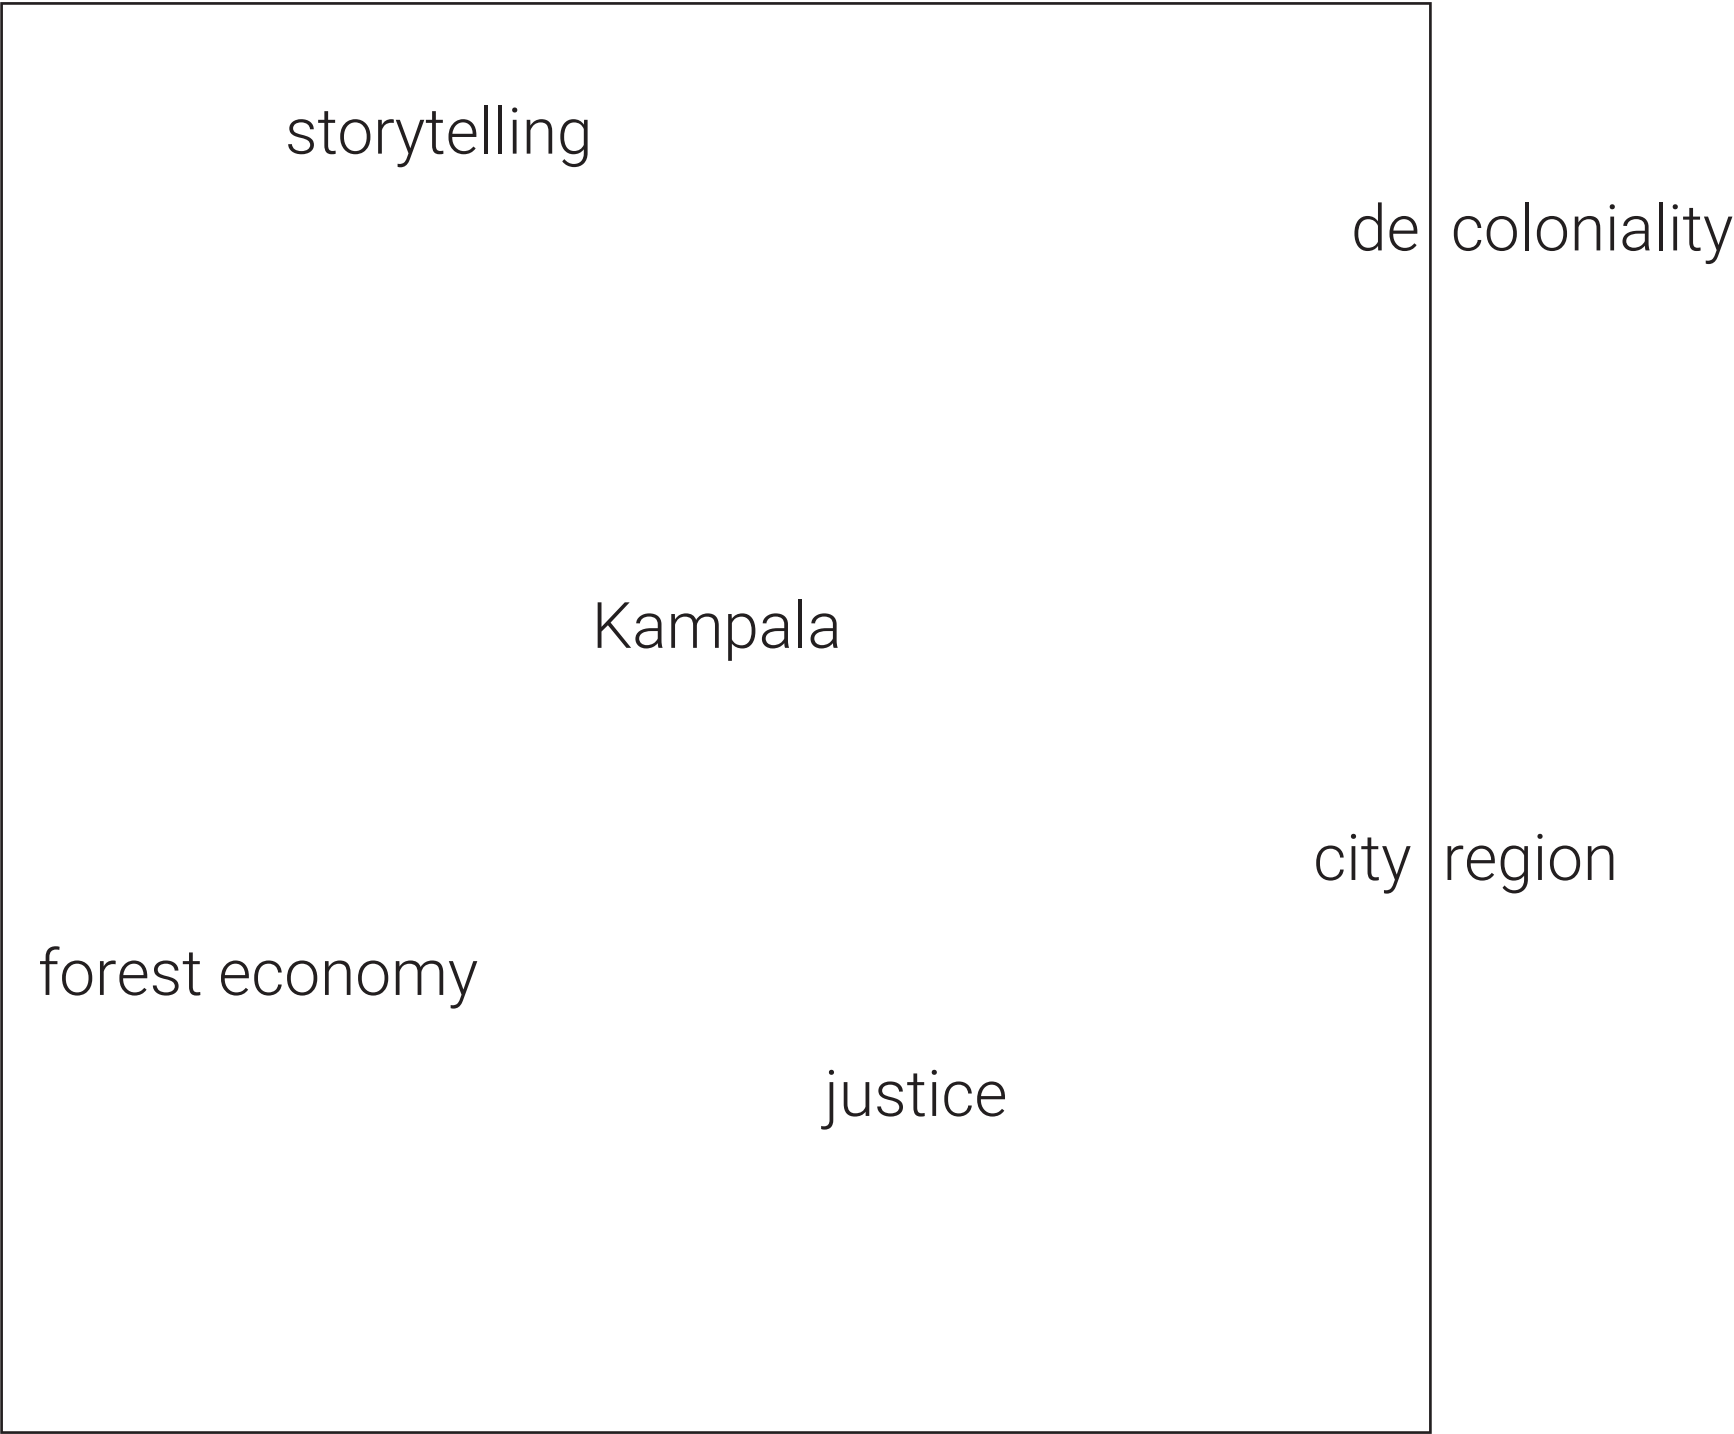 storytelling
de coloniality
Kampala
city region
forest economy
justice